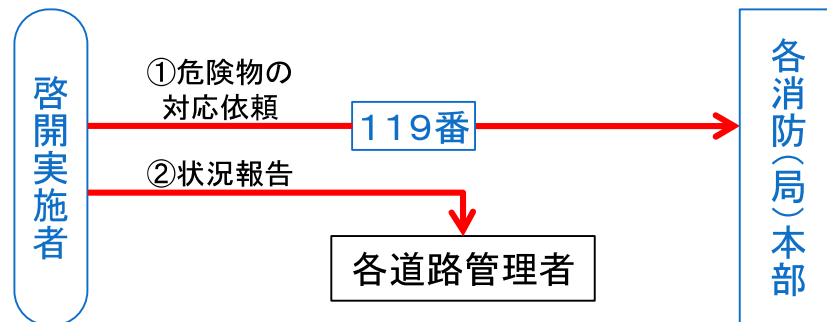 啓開実施者
①危険物の
対応依頼
119番
②状況報告
各道路管理者
各消防(局)本部